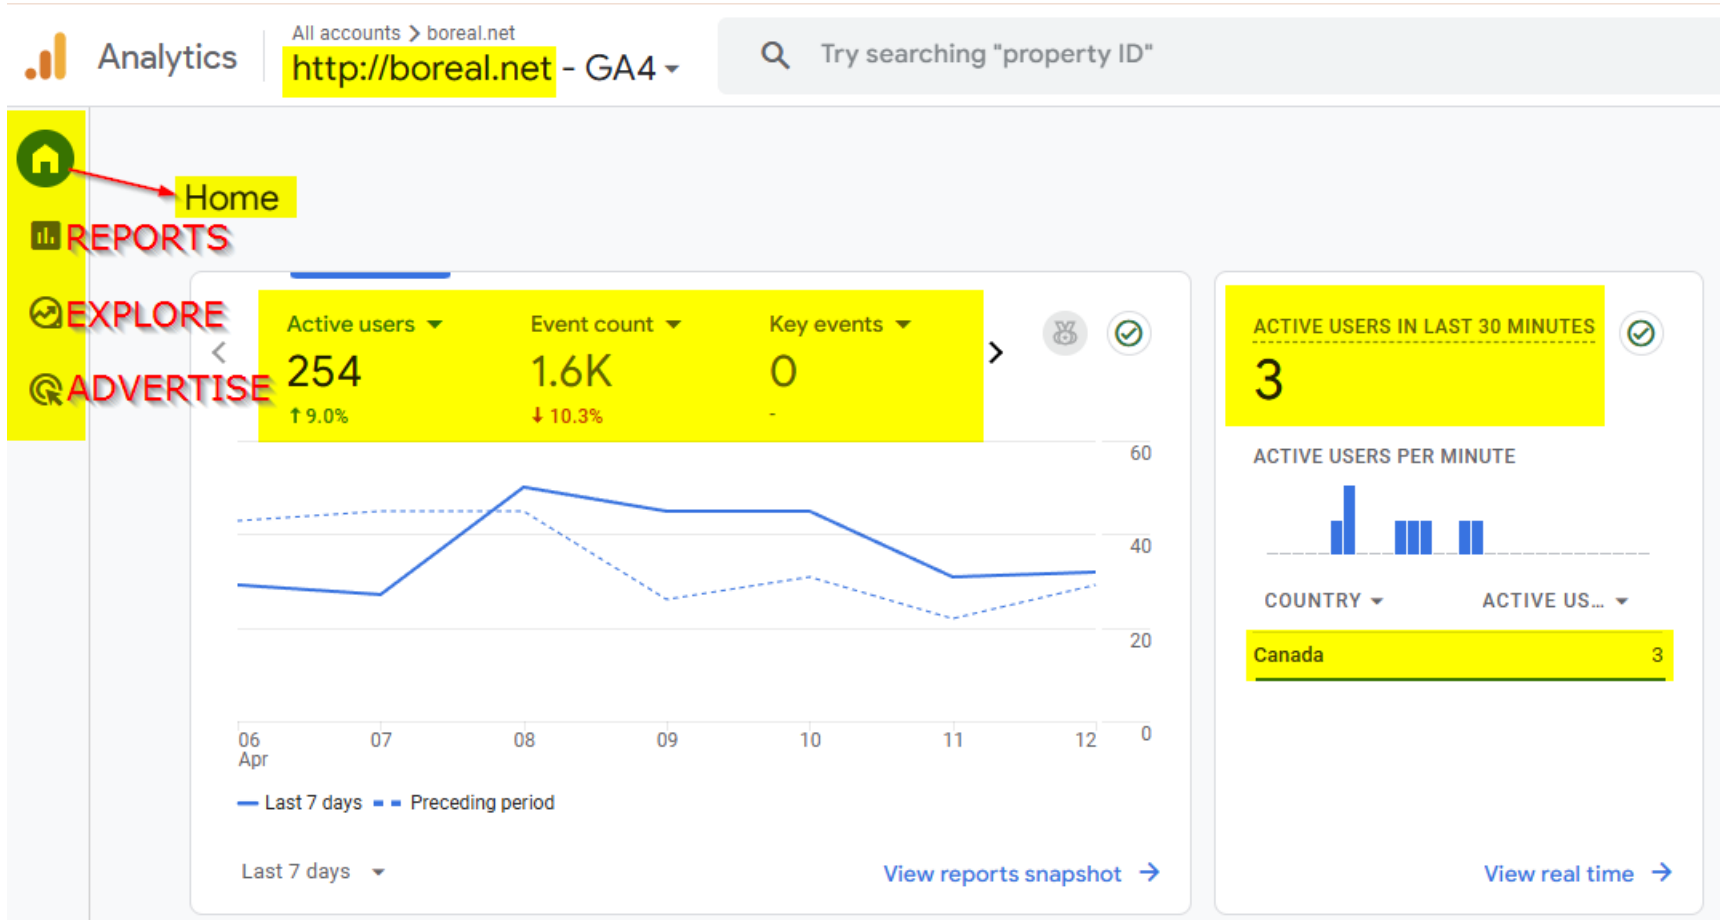 Analytics
All accounts > boreal.net
http://boreal.net - GA4
Try searching "property ID"
Home
REPORTS
EXPLORE
ADVERTISE
Active users
254
↑ 9.0%
Event count
1.6K
↓ 10.3%
Key events
0
-
60
40
20
0
06
Apr
07
08
09
10
11
12
Last 7 days
Preceding period
Last 7 days
View reports snapshot →
ACTIVE USERS IN LAST 30 MINUTES
3
ACTIVE USERS PER MINUTE
COUNTRY
ACTIVE US...
Canada 3
View real time →